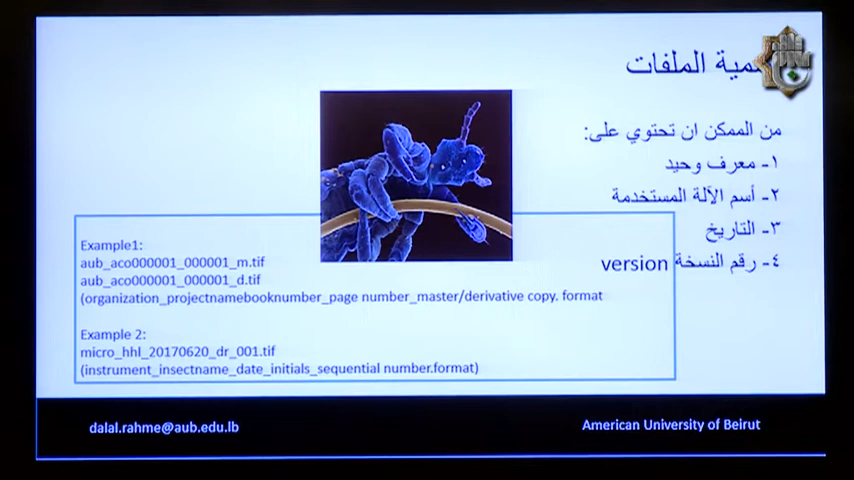 الملفات
من الممكن ان تحتوي على:
١- معرف وحيد
٢- أسم الآلة المستخدمة
٣- التاريخ
٤- رقم النسخة version
Example1:
aub_aco000001_000001_m.tif
aub_aco000001_000001_d.tif
(organization_projectnamebooknumber_page number_master/derivative copy. format
Example 2:
micro_hhl_20170620_dr_001.tif
(instrument_insectname_date_initials_sequential number.format)
dalal.rahme@aub.edu.lb
American University of Beirut